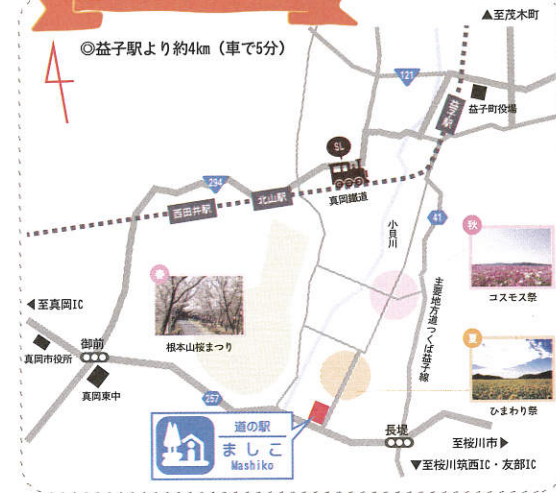 ▲至茂木町
◎益子駅より約4km（車で5分）
121
益子駅
益子町役場
SL
真岡鐵道
294
西田井駅
北山駅
小貝川
41
秋
コスモス祭
主要地方道つくば益子線
春
根本山桜まつり
◀至真岡IC
御前
真岡市役所
真岡東中
夏
ひまわり祭
257
道の駅
ましこ
Mashiko
長堤
至桜川市▶
▼至桜川筑西IC・友部IC